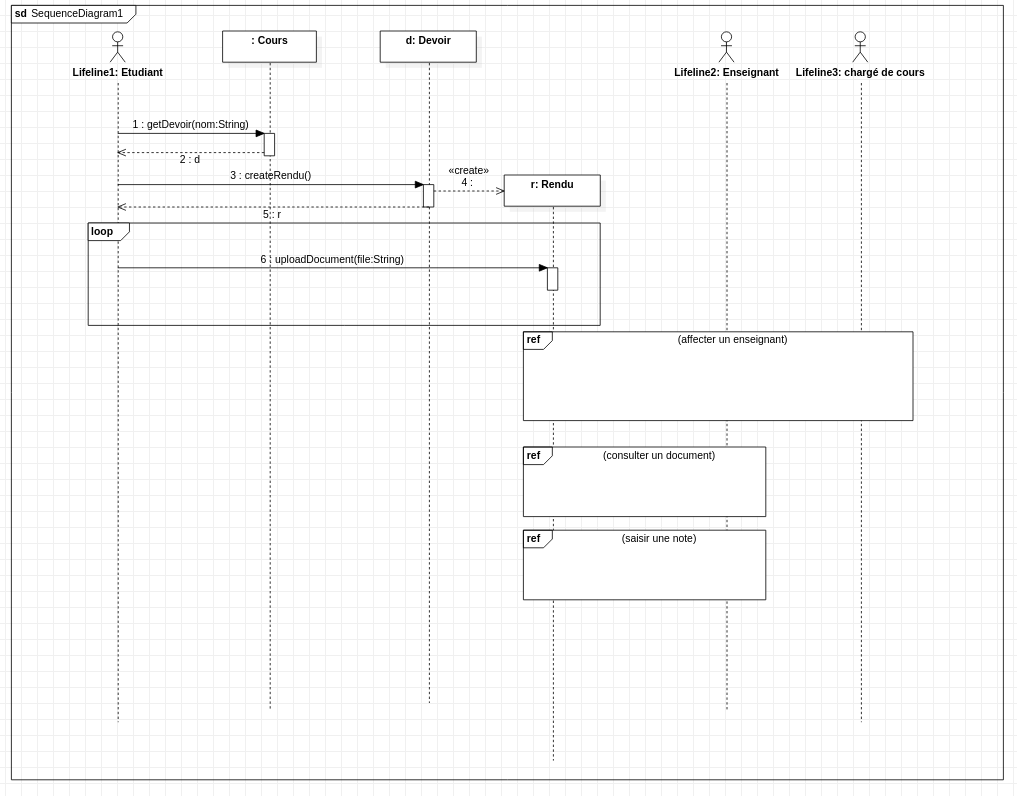 sd SequenceDiagram1
: Cours
d: Devoir
Lifeline1: Etudiant
Lifeline2: Enseignant
Lifeline3: chargé de cours
1 : getDevoir(nom:String)
2 : d
3 : createRendu()
«create»
4 :
r: Rendu
5 : r
loop
6 : uploadDocument(file:String)
ref
(affecter un enseignant)
ref
(consulter un document)
ref
(saisir une note)